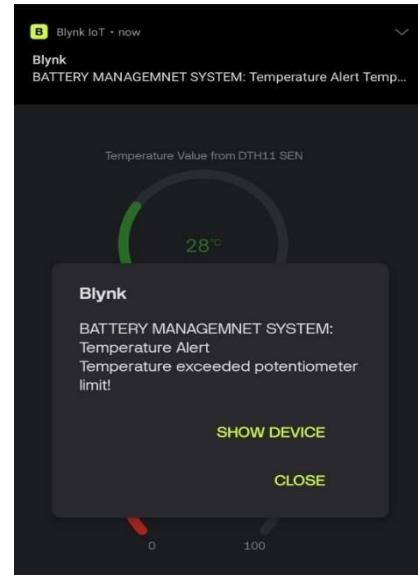 B Blynk IoT • now
Blynk
BATTERY MANAGEMNET SYSTEM: Temperature Alert Temp...
Temperature Value from DTH11 SEN
28°C
Blynk
BATTERY MANAGEMNET SYSTEM:
Temperature Alert
Temperature exceeded potentiometer
limit!
SHOW DEVICE
CLOSE
0 100